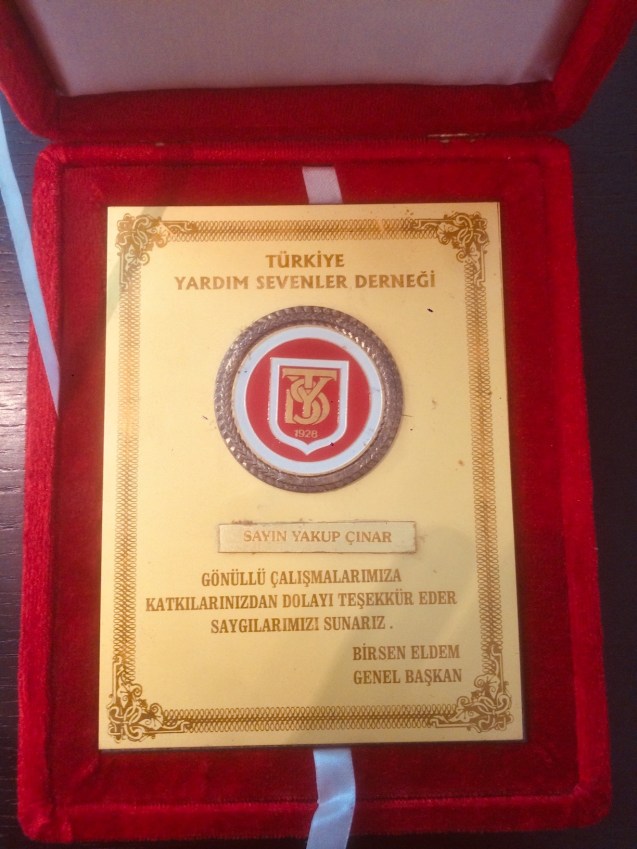 TÜRKİYE
YARDIM SEVENLER DERNEĞİ
TYSD
1928
SAYIN YAKUP ÇINAR
GÖNÜLLÜ ÇALIŞMALARIMIZA
KATKILARINIZDAN DOLAYI TEŞEKKÜR EDER
SAYGILARIMIZI SUNARIZ .
BİRSEN ELDEM
GENEL BAŞKAN